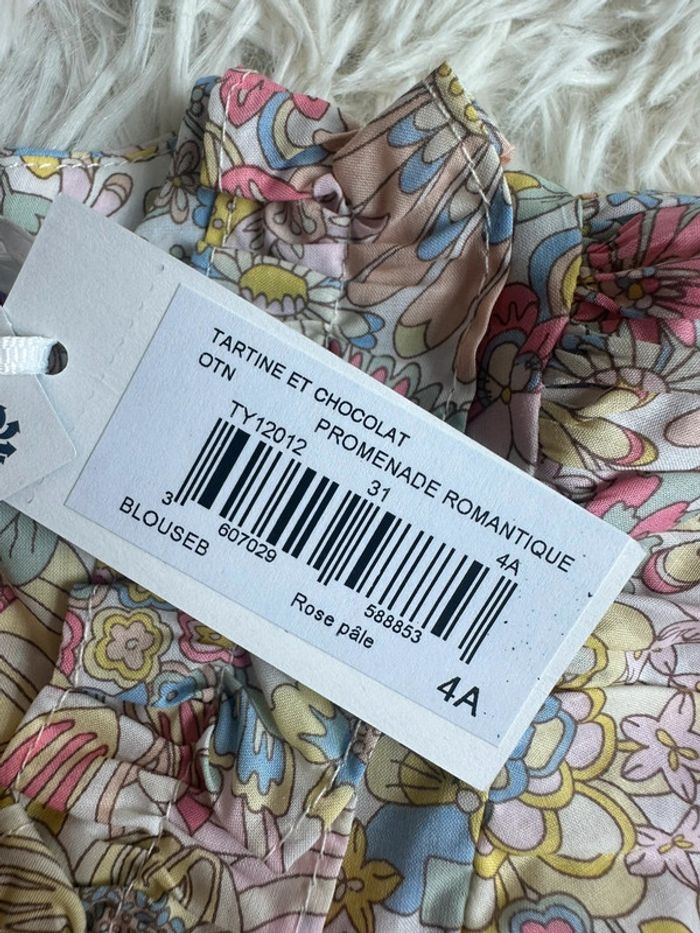 TARTINE ET CHOCOLAT
OTN PROMENADE ROMANTIQUE
TY12012 31 4A
3 607029 588853
BLOUSEB Rose pâle 4A